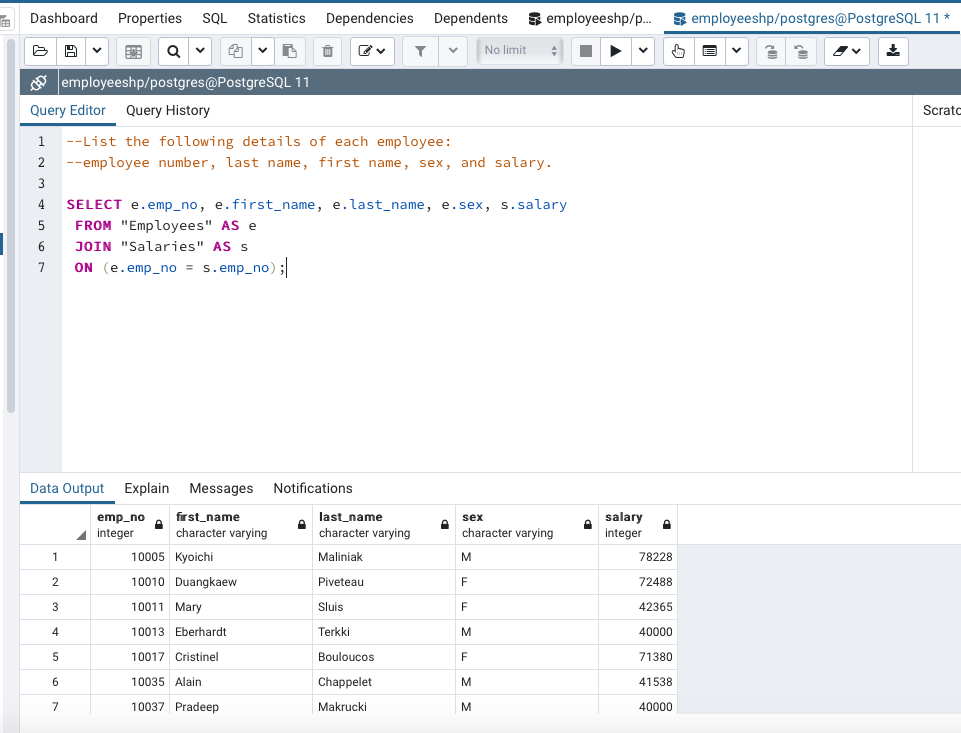 Dashboard Properties SQL Statistics Dependencies Dependents employeeshp/p... employeeshp/postgres@PostgreSQL 11 *
No limit
employeeshp/postgres@PostgreSQL 11
Query Editor Query History Scratc
1 --List the following details of each employee:
2 --employee number, last name, first name, sex, and salary.
3
4 SELECT e.emp_no, e.first_name, e.last_name, e.sex, s.salary
5 FROM "Employees" AS e
6 JOIN "Salaries" AS s
7 ON (e.emp_no = s.emp_no);
Data Output Explain Messages Notifications
emp_no first_name last_name sex salary
integer character varying character varying character varying integer
1 10005 Kyoichi Maliniak M 78228
2 10010 Duangkaew Piveteau F 72488
3 10011 Mary Sluis F 42365
4 10013 Eberhardt Terkki M 40000
5 10017 Cristinel Bouloucos F 71380
6 10035 Alain Chappelet M 41538
7 10037 Pradeep Makrucki M 40000